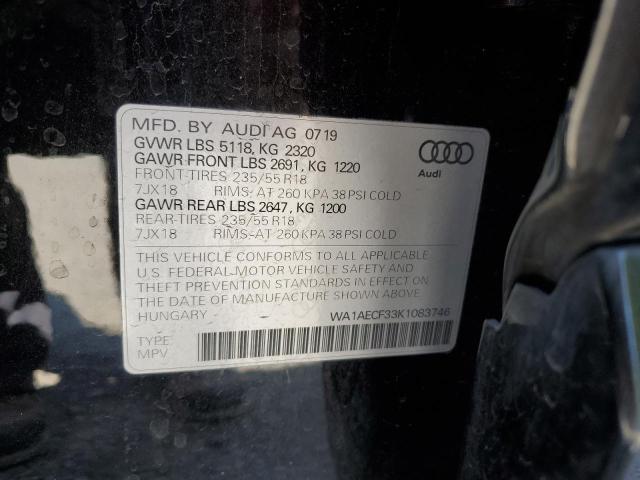 MFD. BY AUDI AG 0719
GVWR LBS 5118, KG 2320
GAWR FRONT LBS 2691, KG 1220
FRONT-TIRES 235/55 R18
7JX18 RIMS,-AT 260 KPA 38 PSI COLD
GAWR REAR LBS 2647, KG 1200
REAR-TIRES 235/55 R18
7JX18 RIMS,-AT 260 KPA 38 PSI COLD
Audi
THIS VEHICLE CONFORMS TO ALL APPLICABLE
U.S. FEDERAL-MOTOR VEHICLE SAFETY AND
THEFT PREVENTION STANDARDS IN EFFECT ON
THE DATE OF MANUFACTURE SHOWN ABOVE.
HUNGARY WA1AECF33K1083746
TYPE:
MPV